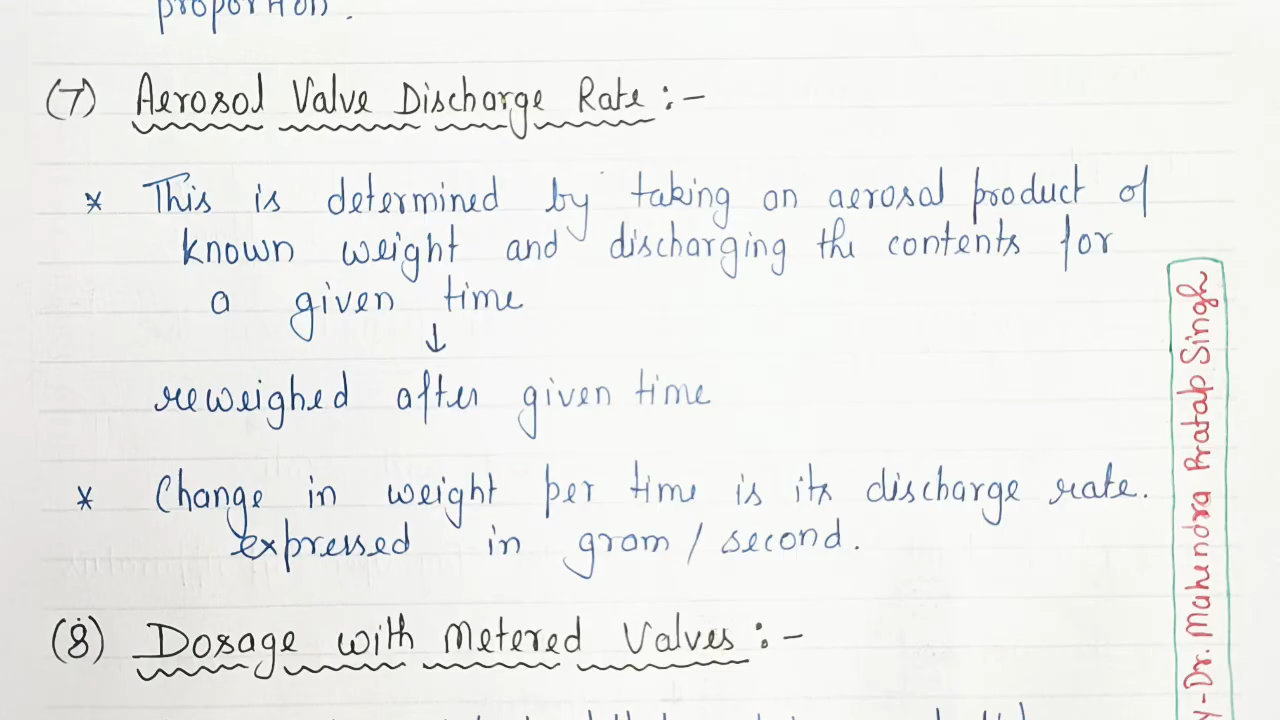 proportion.
(7) Aerosol Valve Discharge Rate :-
* This is determined by taking an aerosal product of
known weight and discharging the contents for
a given time
↓
reweighed after given time
* Change in weight per time is its discharge rate.
expressed in gram / second.
(8) Dosage with Metered Valves :-
y-Dr. Mahendra Pratap Singh